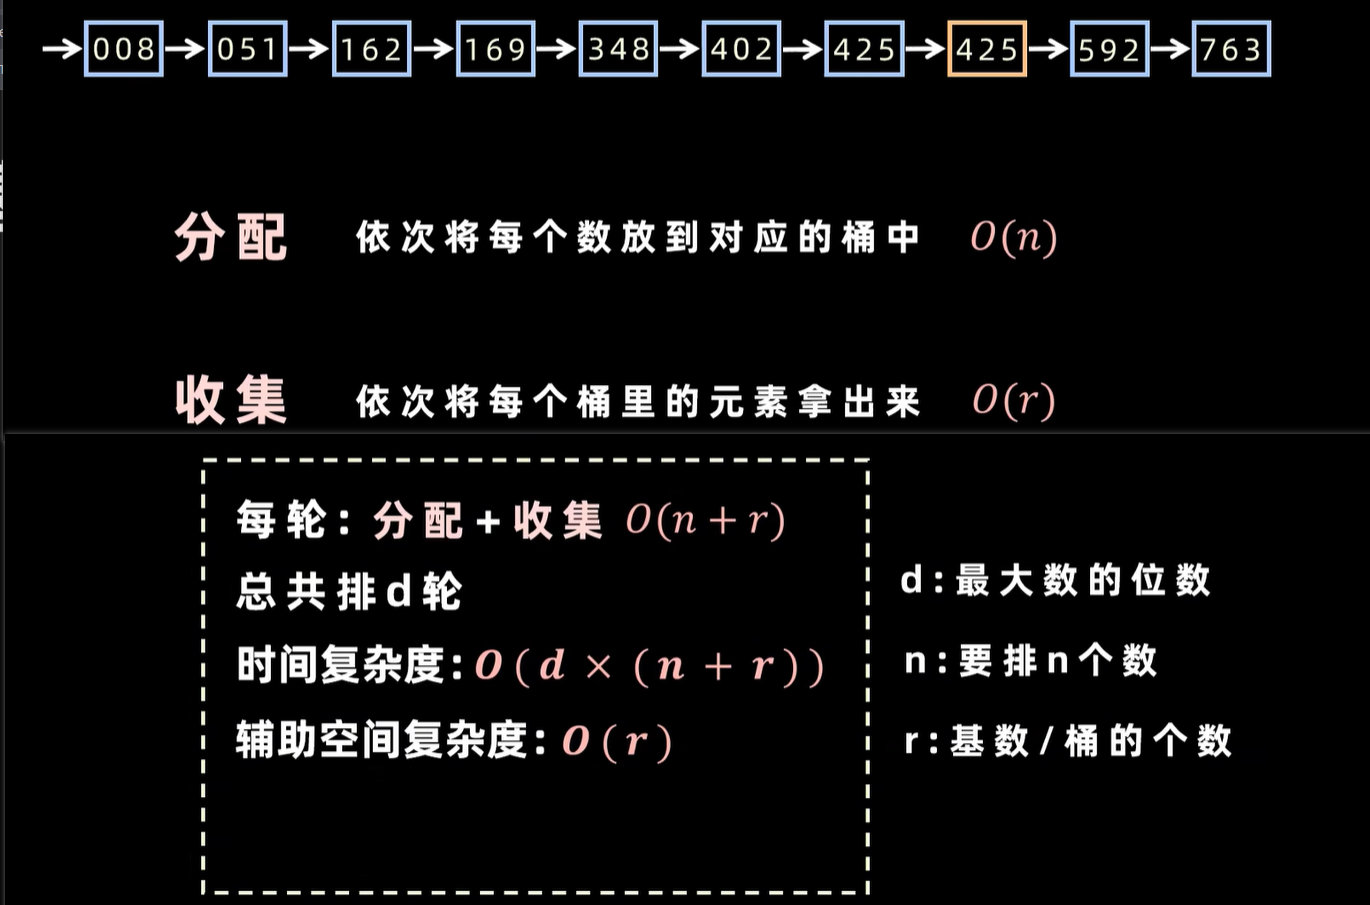 008 051 162 169 348 402 425 425 592 763
分配 依次将每个数放到对应的桶中 O(n)
收集 依次将每个桶里的元素拿出来 O(r)
每轮:分配+收集 O(n + r)
总共排d轮
时间复杂度:O(d × (n + r))
辅助空间复杂度:O(r)
d:最大数的位数
n:要排n个数
r:基数/桶的个数